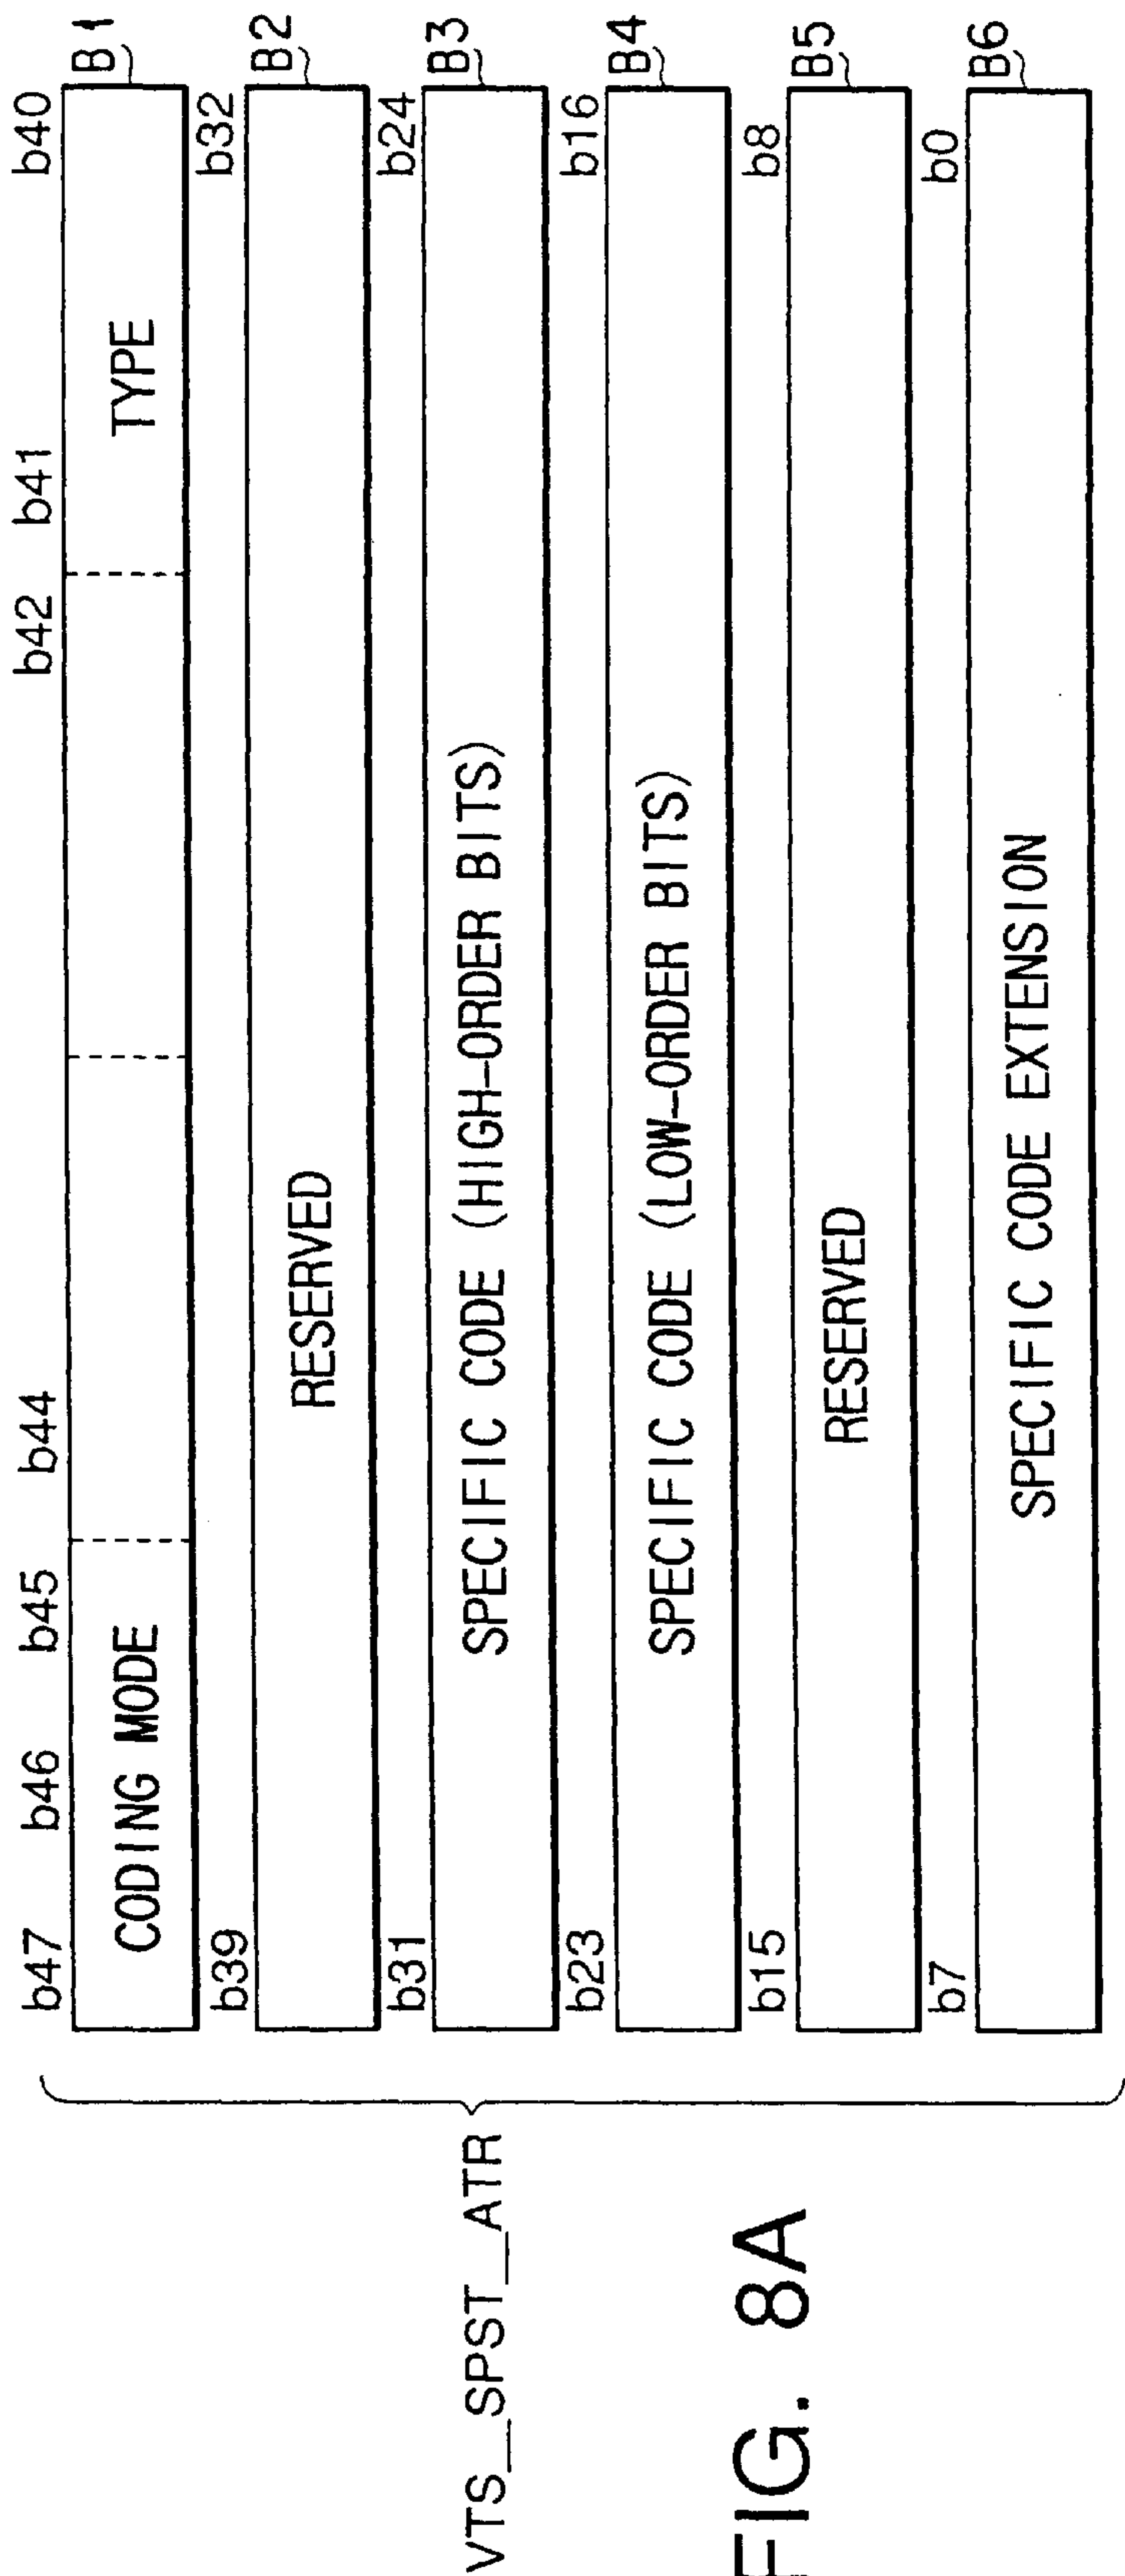 b47 b46 b45 b44 b42 b41 b40
CODING MODE TYPE B1
b39 b32
RESERVED B2
b31 b24
SPECIFIC CODE (HIGH-ORDER BITS) B3
b23 b16
SPECIFIC CODE (LOW-ORDER BITS) B4
b15 b8
RESERVED B5
b7 b0
SPECIFIC CODE EXTENSION B6
VTS_SPST_ATR
FIG. 8A